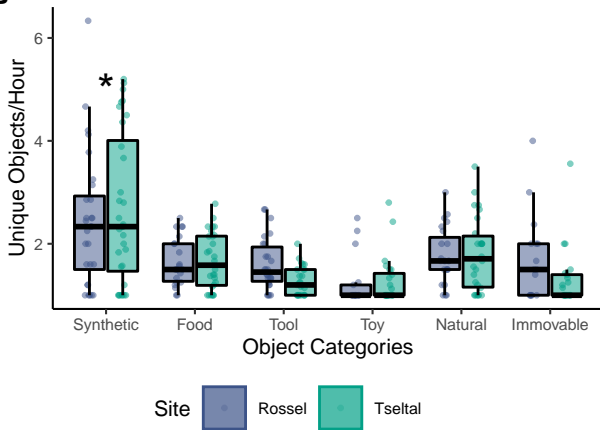 6
4
2
Unique Objects/Hour
*
Synthetic Food Tool Toy Natural Immovable
Object Categories
Site Rossel Tseltal